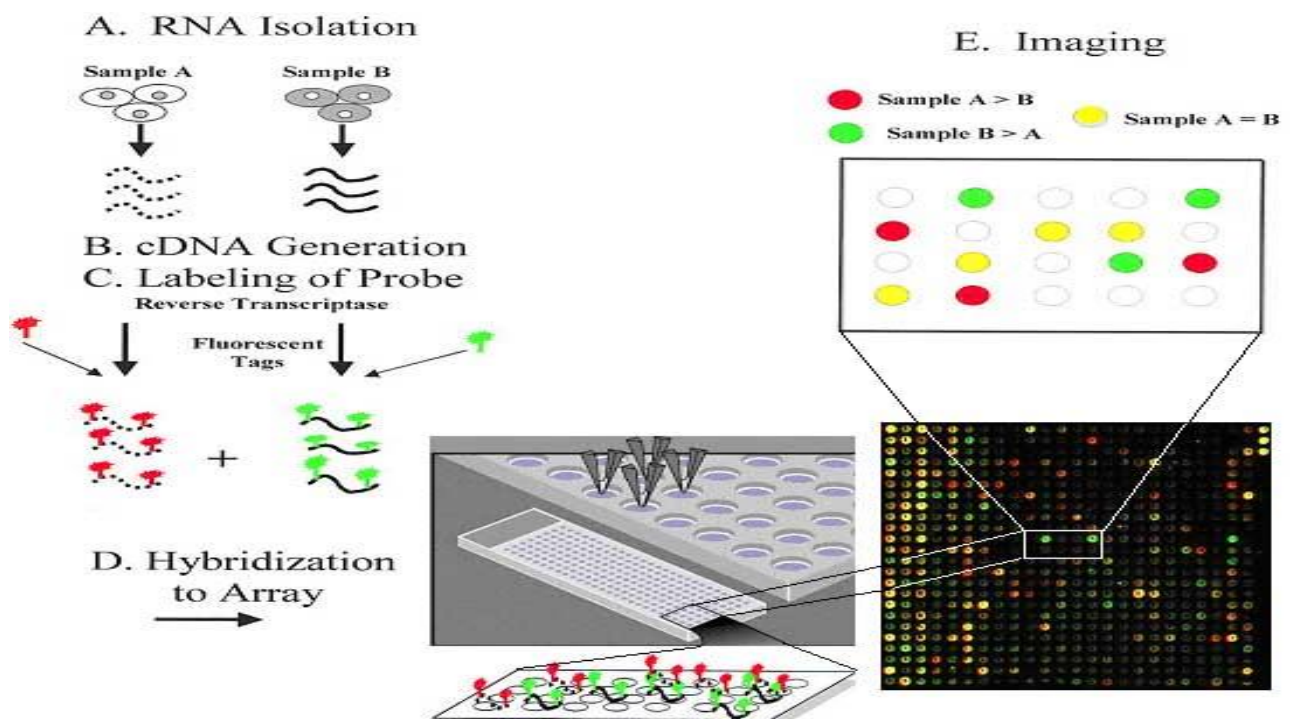 A. RNA Isolation
Sample A
Sample B
B. cDNA Generation
C. Labeling of Probe
Reverse Transcriptase
Fluorescent
Tags
+
D. Hybridization
to Array
E. Imaging
Sample A > B
Sample B > A
Sample A = B